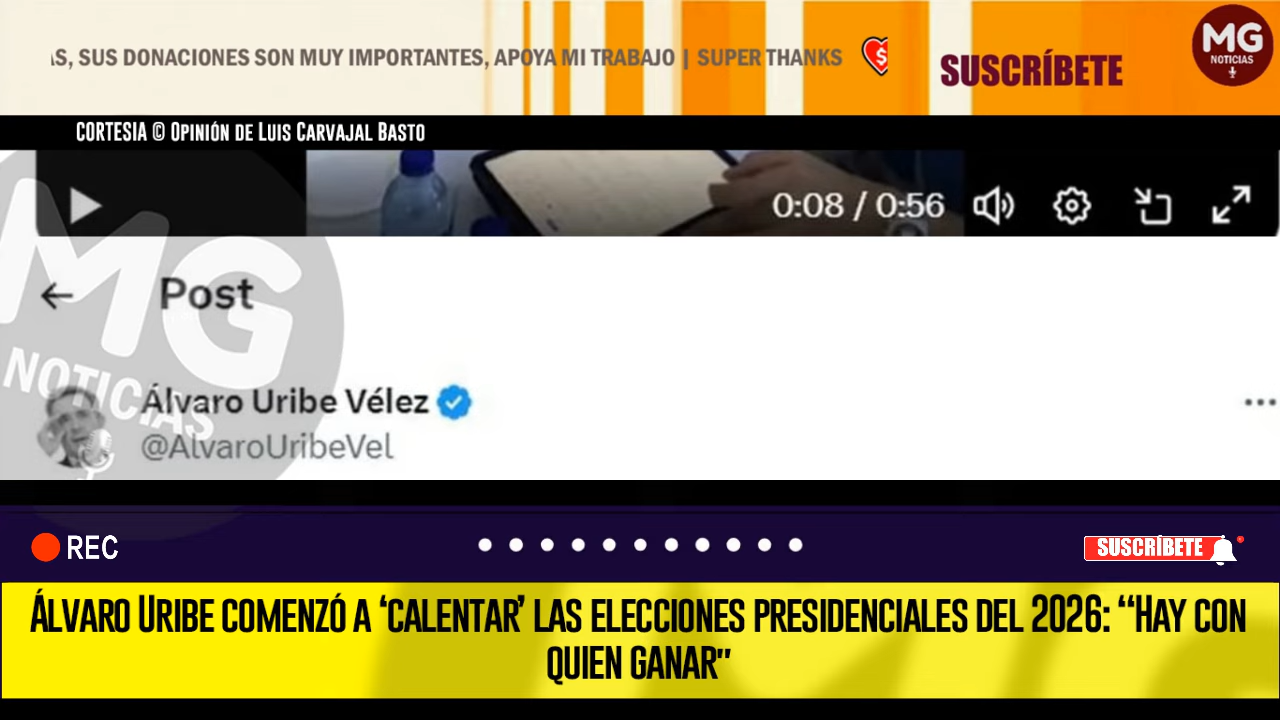 S, SUS DONACIONES SON MUY IMPORTANTES, APOYA MI TRABAJO | SUPER THANKS
SUSCRÍBETE
MG
NOTICIAS
CORTESIA © OPINIÓN DE LUIS CARVAJAL BASTO
0:08 / 0:56
Post
MG
NOTICIAS
Álvaro Uribe Vélez
@AlvaroUribeVel
REC
SUSCRÍBETE
ÁLVARO URIBE COMENZÓ A ‘CALENTAR’ LAS ELECCIONES PRESIDENCIALES DEL 2026: “HAY CON
QUIEN GANAR"